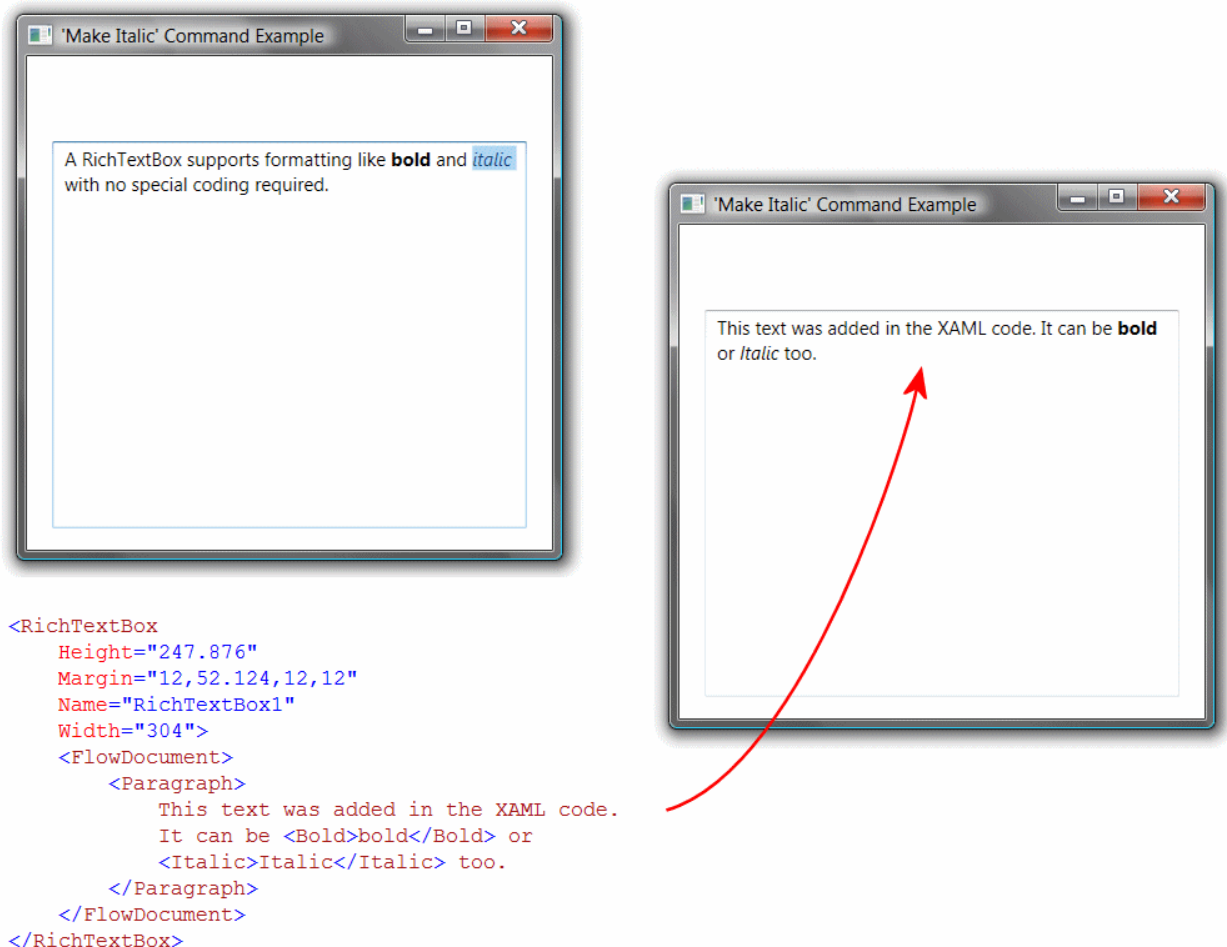 'Make Italic' Command Example
A RichTextBox supports formatting like bold and italic
with no special coding required.
'Make Italic' Command Example
This text was added in the XAML code. It can be bold
or Italic too.
<RichTextBox
    Height="247.876"
    Margin="12,52.124,12,12"
    Name="RichTextBox1"
    Width="304">
    <FlowDocument>
        <Paragraph>
            This text was added in the XAML code.
            It can be <Bold>bold</Bold> or
            <Italic>Italic</Italic> too.
        </Paragraph>
    </FlowDocument>
</RichTextBox>